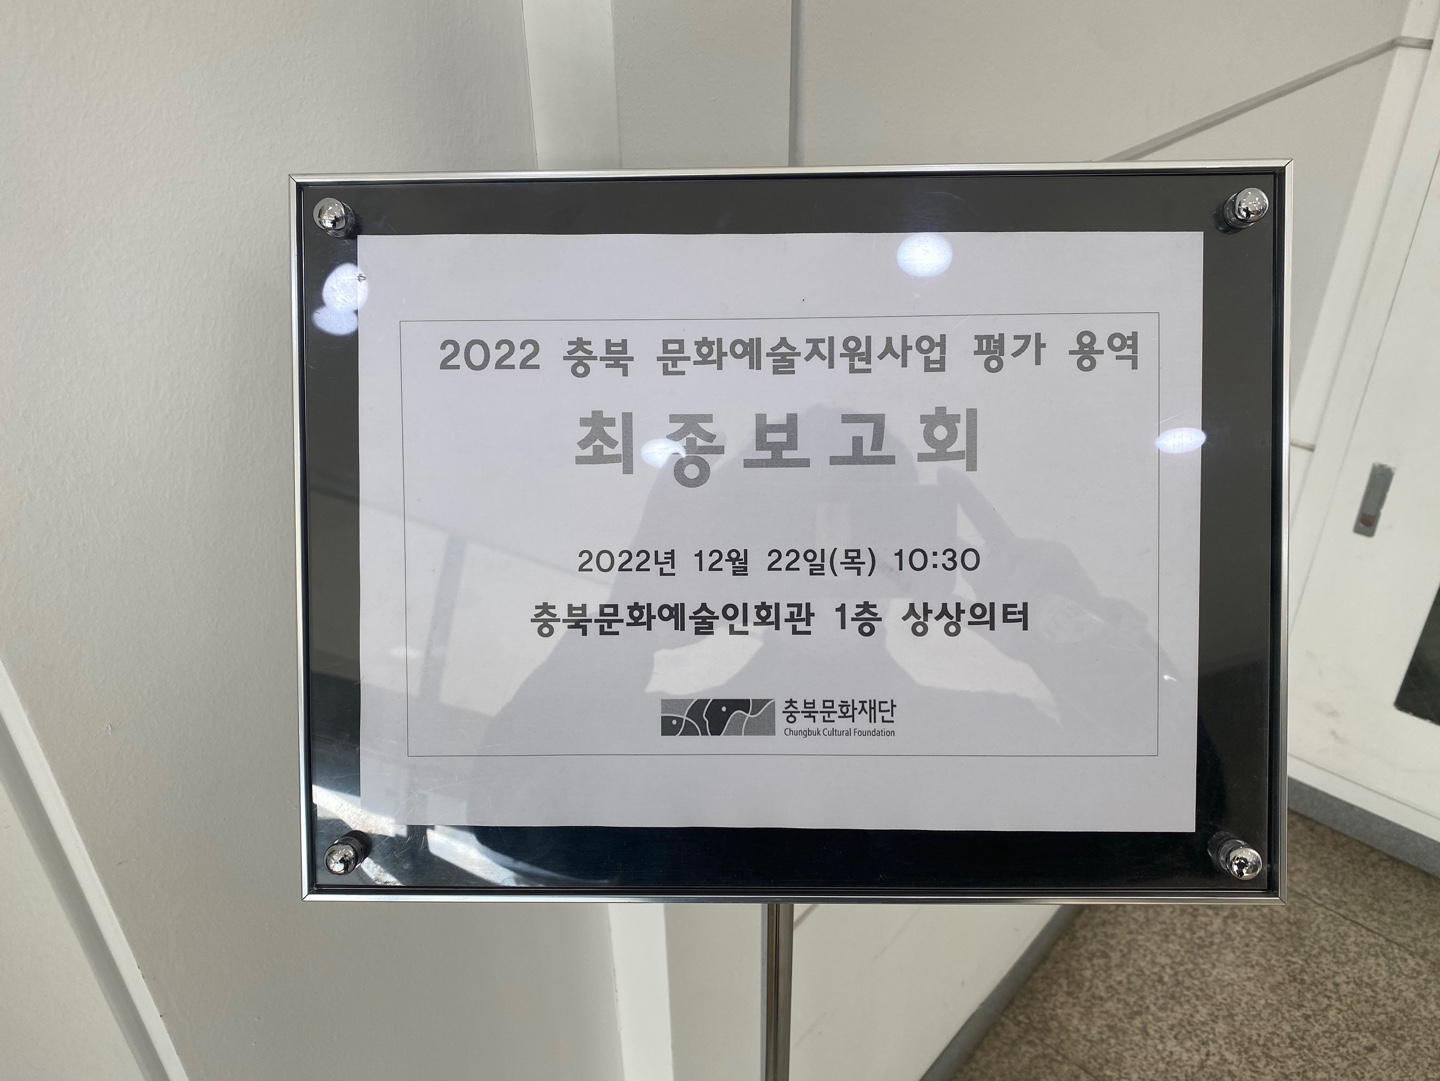 2022 충북 문화예술지원사업 평가 용역
최종보고회
2022년 12월 22일(목) 10:30
충북문화예술인회관 1층 상상의터
충북문화재단
Chungbuk Cultural Foundation